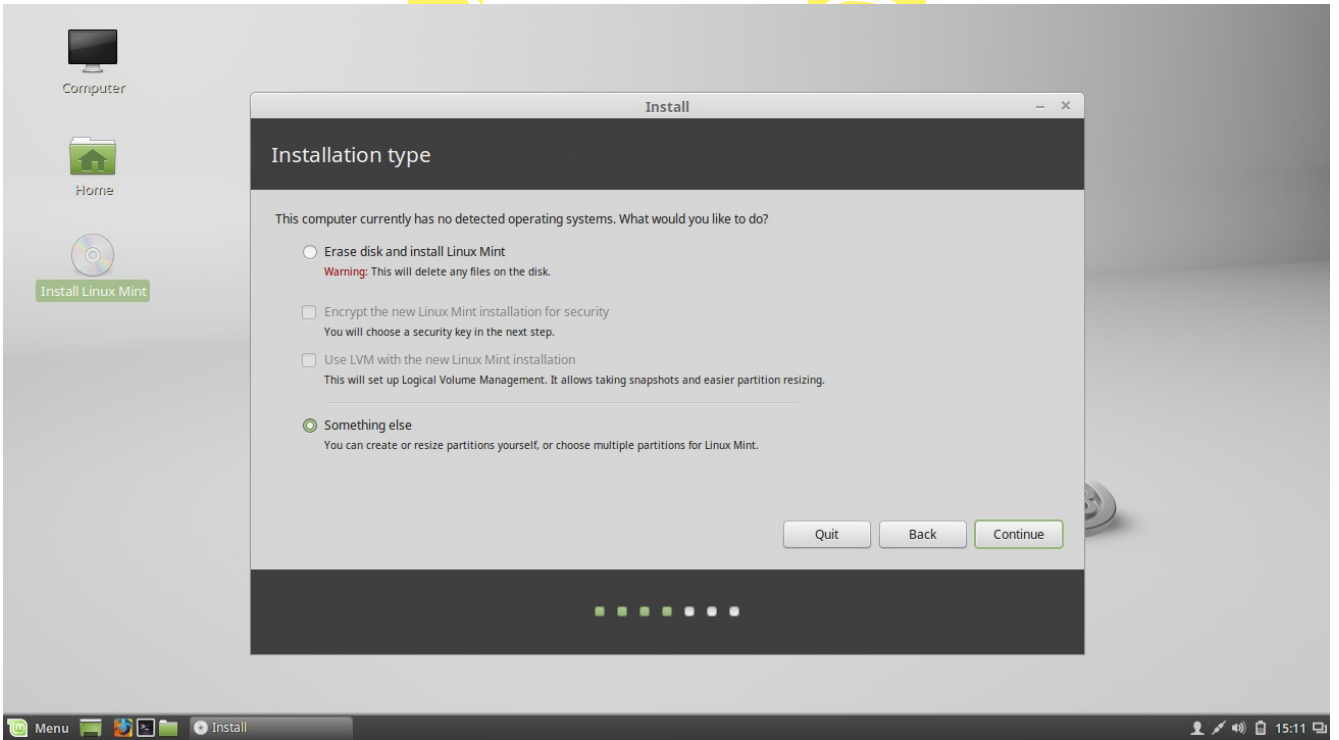 Computer
Home
Install Linux Mint
Install
Installation type
This computer currently has no detected operating systems. What would you like to do?
Erase disk and install Linux Mint
Warning: This will delete any files on the disk.
Encrypt the new Linux Mint installation for security
You will choose a security key in the next step.
Use LVM with the new Linux Mint installation
This will set up Logical Volume Management. It allows taking snapshots and easier partition resizing.
Something else
You can create or resize partitions yourself, or choose multiple partitions for Linux Mint.
Quit Back Continue
Menu Install 15:11